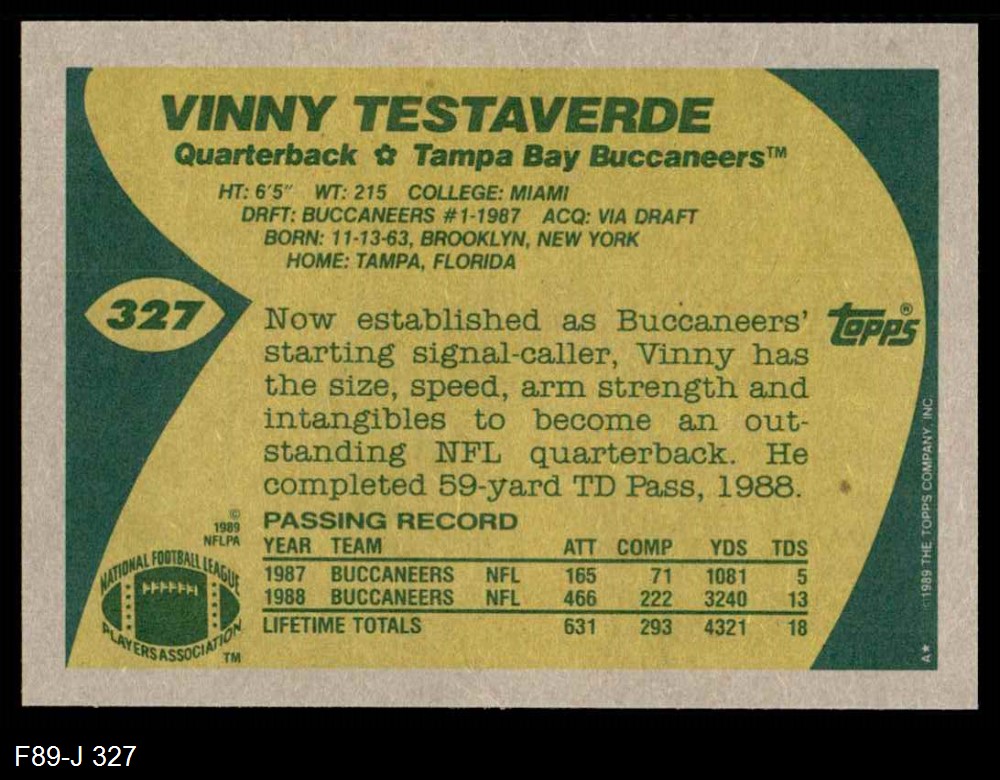 VINNY TESTAVERDE
Quarterback ✿ Tampa Bay Buccaneers™
HT: 6'5" WT: 215 COLLEGE: MIAMI
DRFT: BUCCANEERS #1-1987 ACQ: VIA DRAFT
BORN: 11-13-63, BROOKLYN, NEW YORK
HOME: TAMPA, FLORIDA
327
Now established as Buccaneers'
starting signal-caller, Vinny has
the size, speed, arm strength and
intangibles to become an out-
standing NFL quarterback. He
completed 59-yard TD Pass, 1988.
topps®
PASSING RECORD
YEAR TEAM ATT COMP YDS TDS
1987 BUCCANEERS NFL 165 71 1081 5
1988 BUCCANEERS NFL 466 222 3240 13
LIFETIME TOTALS 631 293 4321 18
©
1989
NFLPA
NATIONAL FOOTBALL LEAGUE
PLAYERS ASSOCIATION
TM
©1989 THE TOPPS COMPANY, INC.
A*
F89-J 327